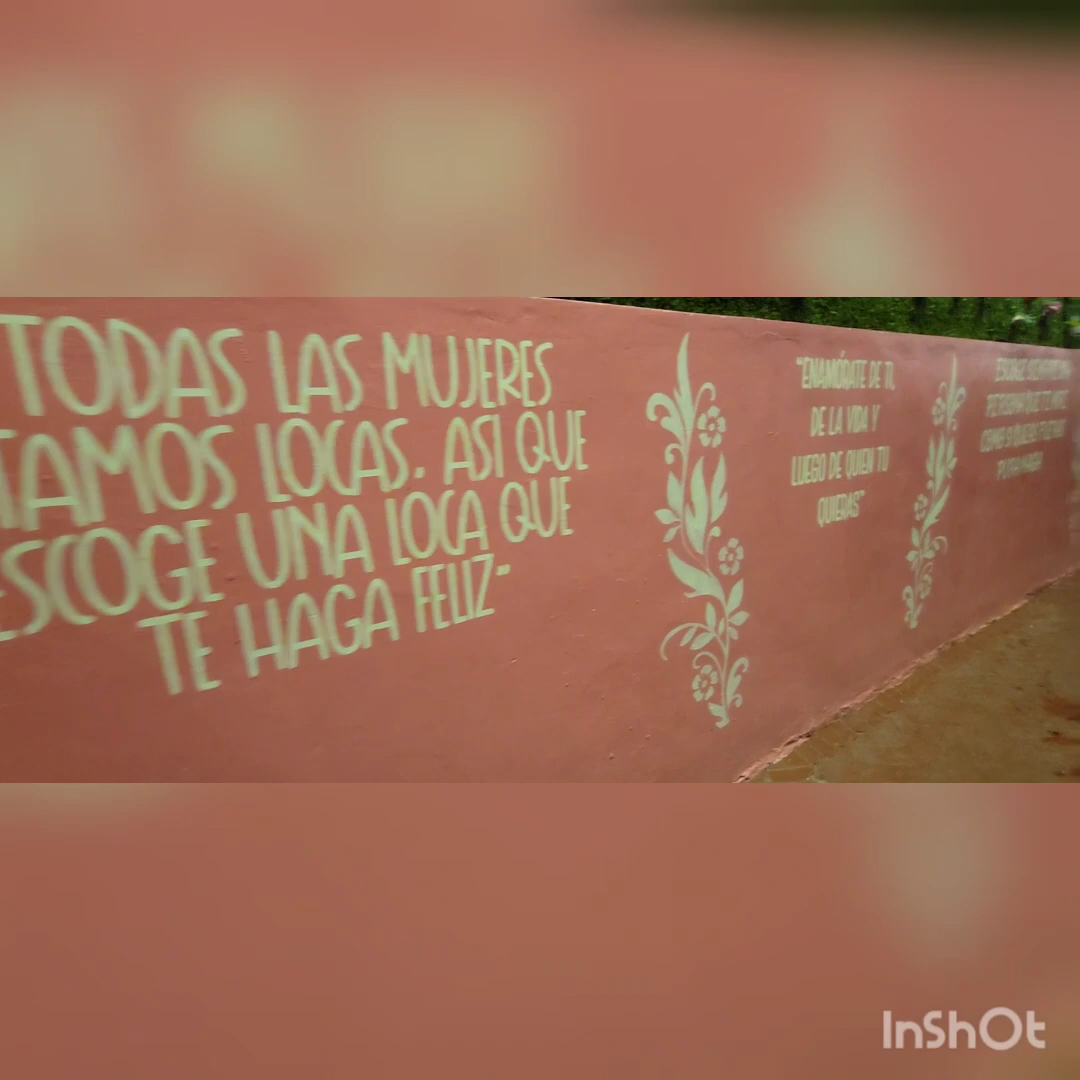 TODAS LAS MUJERES
TAMOS LOCAS. ASI QUE
ESCOGE UNA LOCA QUE
TE HAGA FELIZ"
"ENAMÓRATE DE TI,
DE LA VIDA Y
LUEGO DE QUIEN TU
QUIERAS"
InShOt